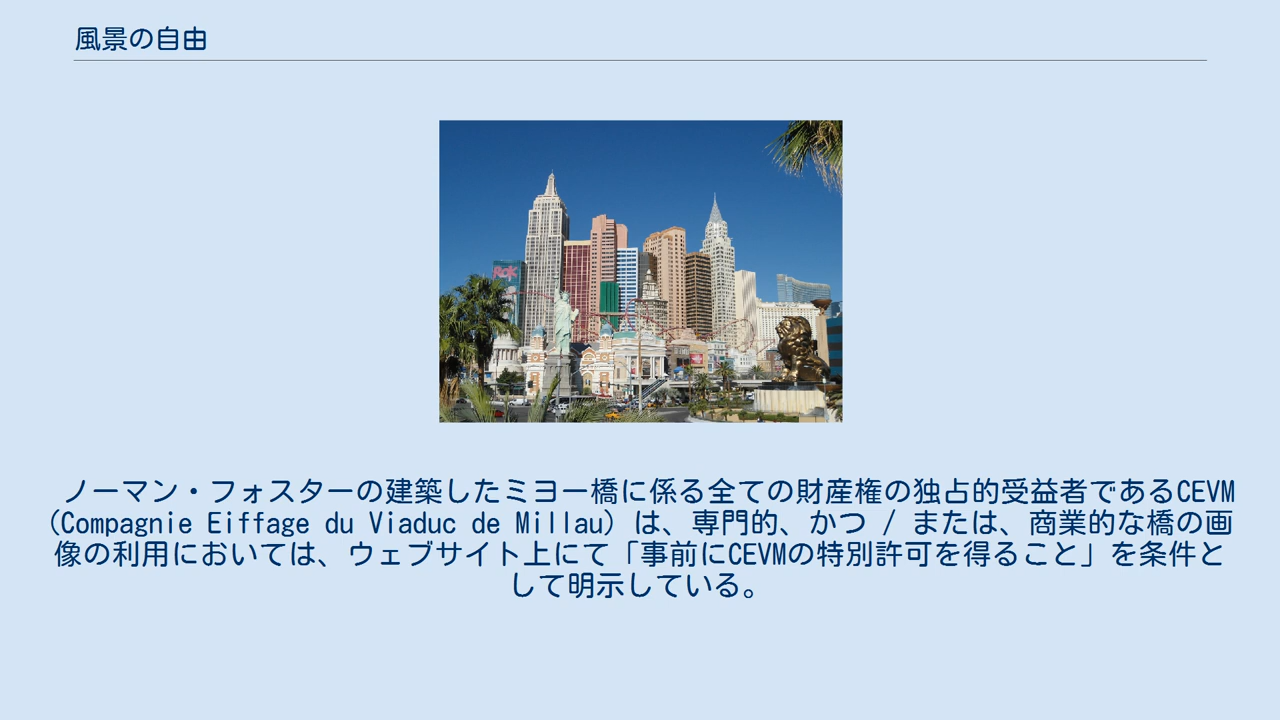 風景の自由
RoK
ノーマン・フォスターの建築したミヨー橋に係る全ての財産権の独占的受益者であるCEVM
(Compagnie Eiffage du Viaduc de Millau) は、専門的、かつ / または、商業的な橋の画
像の利用においては、ウェブサイト上にて「事前にCEVMの特別許可を得ること」を条件と
して明示している。